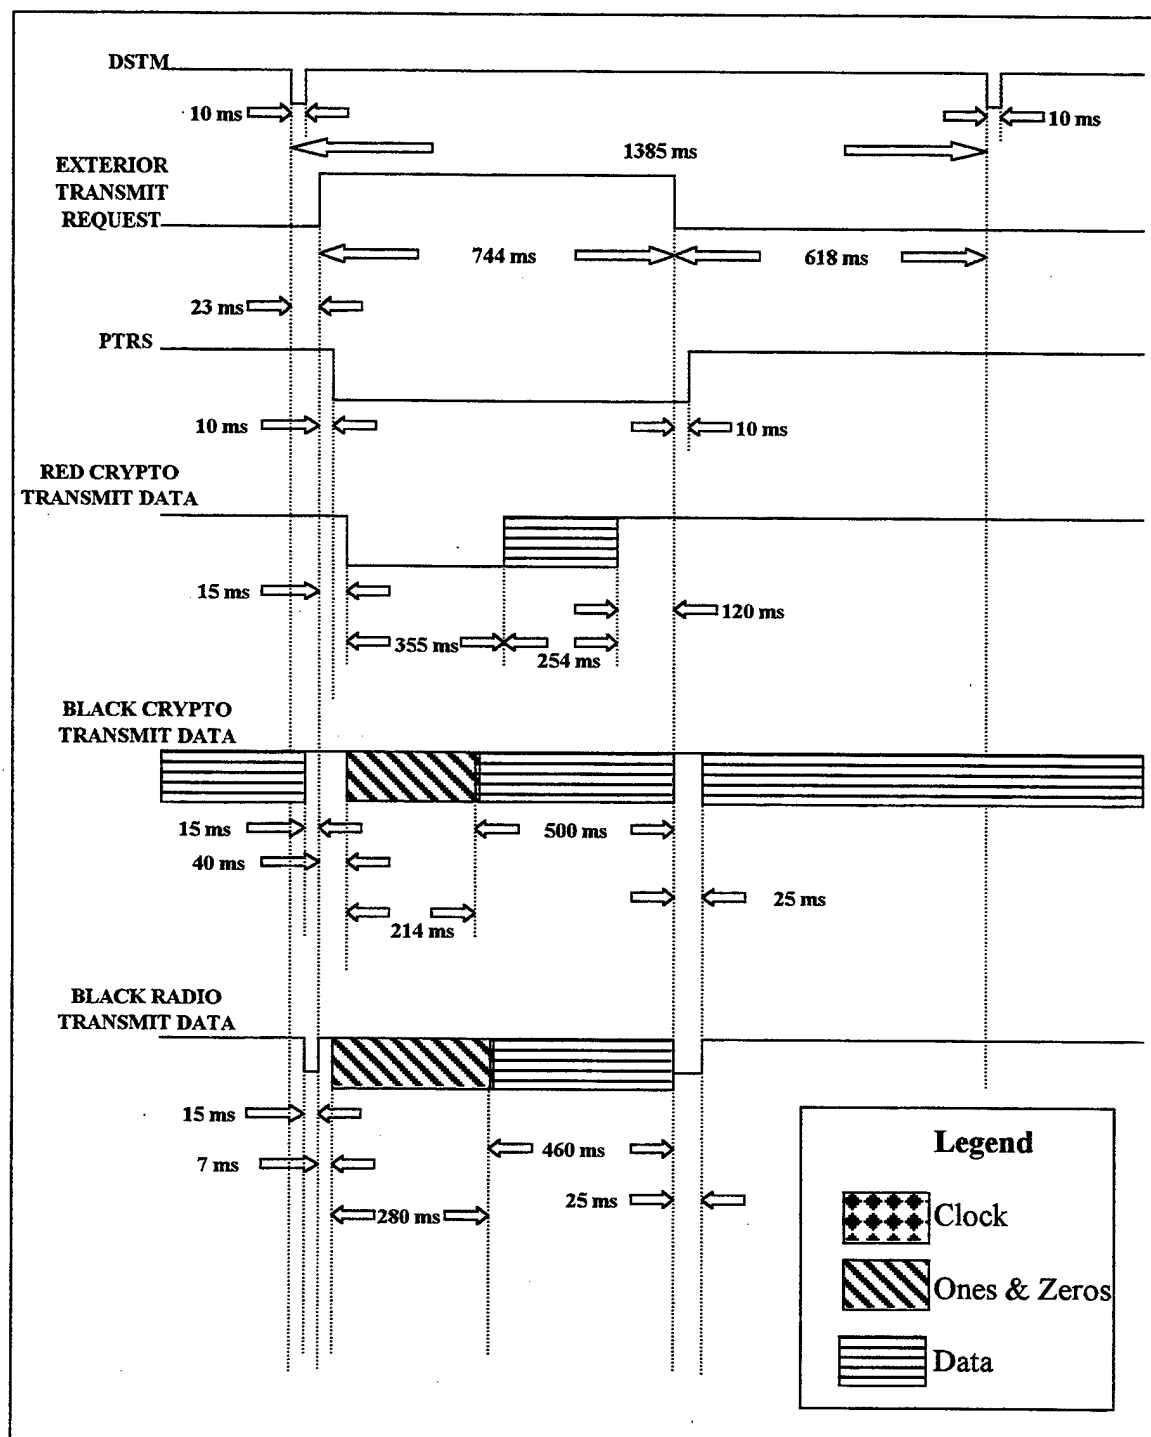 DSTM
10 ms
10 ms
1385 ms
EXTERIOR
TRANSMIT
REQUEST
744 ms
618 ms
23 ms
PTRS
10 ms
10 ms
RED CRYPTO
TRANSMIT DATA
15 ms
120 ms
355 ms
254 ms
BLACK CRYPTO
TRANSMIT DATA
15 ms
500 ms
40 ms
25 ms
214 ms
BLACK RADIO
TRANSMIT DATA
15 ms
460 ms
7 ms
25 ms
280 ms
Legend
Clock
Ones & Zeros
Data